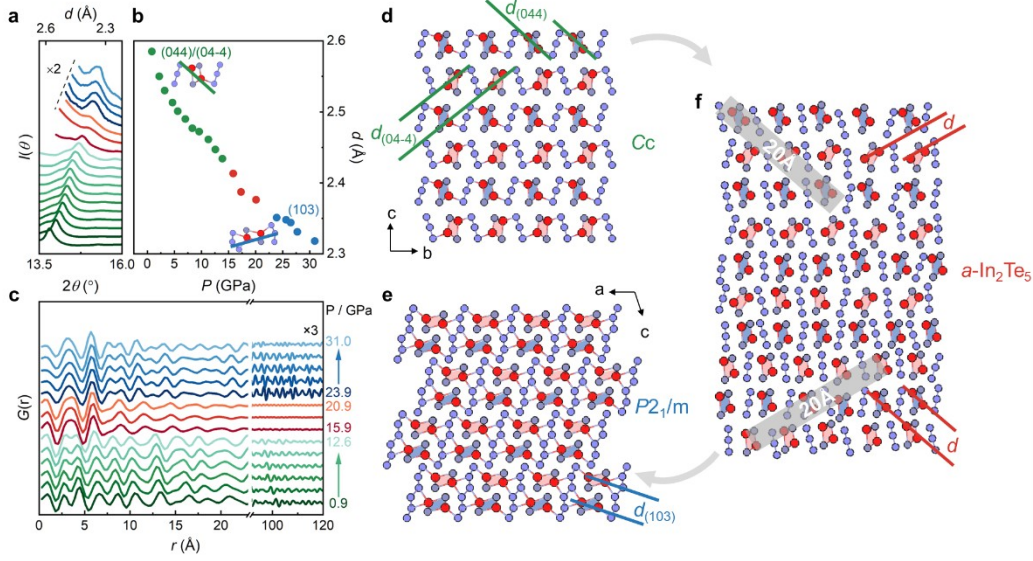 a
d (Å)
2.6
2.3
×2
I(θ)
13.5
16.0
2θ (°)
b
(044)/(04-4)
(103)
2.6
2.5
2.4
2.3
d (Å)
0
5
10
15
20
25
30
P (GPa)
c
×3
P / GPa
31.0
23.9
20.9
15.9
12.6
0.9
G(r)
0
5
10
15
20
100
120
r (Å)
d
d(044)
d(04-4)
Cc
c
b
e
a
c
P21/m
d(103)
f
20Å
d
a-In2Te5
20Å
d